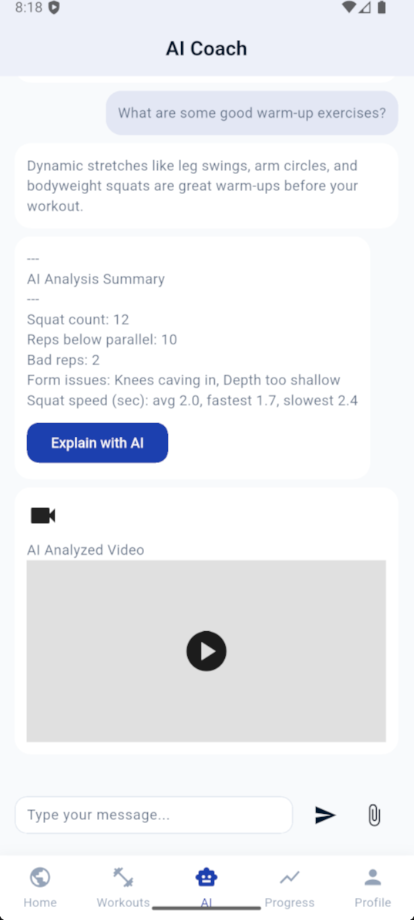 8:18
AI Coach
What are some good warm-up exercises?
Dynamic stretches like leg swings, arm circles, and
bodyweight squats are great warm-ups before your
workout.
---
AI Analysis Summary
---
Squat count: 12
Reps below parallel: 10
Bad reps: 2
Form issues: Knees caving in, Depth too shallow
Squat speed (sec): avg 2.0, fastest 1.7, slowest 2.4
Explain with AI
AI Analyzed Video
Type your message...
Home
Workouts
AI
Progress
Profile